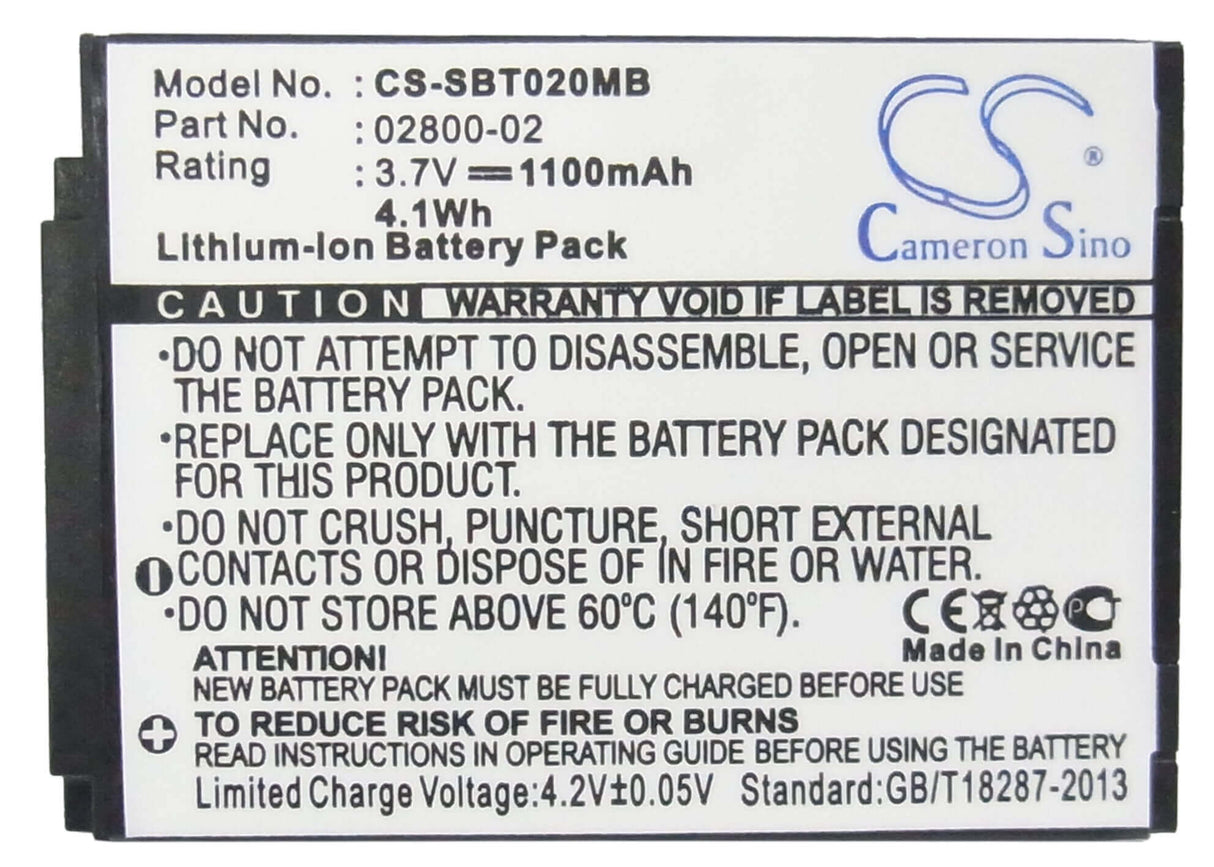 Model No. : CS-SBT020MB
Part No. : 02800-02
Rating : 3.7V ⎓ 1100mAh
4.1Wh
Lithium-Ion Battery Pack
CS ®
Cameron Sino
CAUTION WARRANTY VOID IF LABEL IS REMOVED
•DO NOT ATTEMPT TO DISASSEMBLE, OPEN OR SERVICE
THE BATTERY PACK.
•REPLACE ONLY WITH THE BATTERY PACK DESIGNATED
FOR THIS PRODUCT.
•DO NOT CRUSH, PUNCTURE, SHORT EXTERNAL
CONTACTS OR DISPOSE OF IN FIRE OR WATER.
•DO NOT STORE ABOVE 60ºC (140ºF).
CE PC
Made In China
ATTENTION!
NEW BATTERY PACK MUST BE FULLY CHARGED BEFORE USE
TO REDUCE RISK OF FIRE OR BURNS
READ INSTRUCTIONS IN OPERATING GUIDE BEFORE USING THE BATTERY
Limited Charge Voltage:4.2V±0.05V Standard:GB/T18287-2013